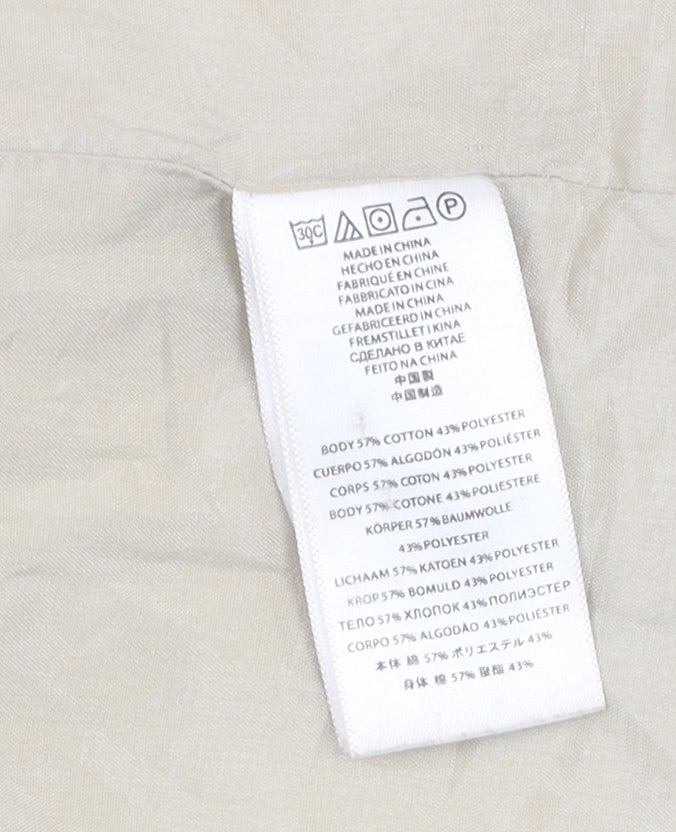 30C P
MADE IN CHINA
HECHO EN CHINA
FABRIQUÉ EN CHINE
FABBRICATO IN CINA
MADE IN CHINA
GEFABRICEERD IN CHINA
FREMSTILLET I KINA
СДЕЛАНО В КИТАЕ
FEITO NA CHINA
中国製
中国制造
BODY 57% COTTON 43% POLYESTER
CUERPO 57% ALGODÓN 43% POLIÉSTER
CORPS 57% COTON 43% POLYESTER
BODY 57% COTONE 43% POLIESTERE
KÖRPER 57% BAUMWOLLE
43% POLYESTER
LICHAAM 57% KATOEN 43% POLYESTER
KROP 57% BOMULD 43% POLYESTER
ТЕЛО 57% ХЛОПОК 43% ПОЛИЭСТЕР
CORPO 57% ALGODÃO 43% POLIÉSTER
本体 綿 57% ポリエステル 43%
身体 棉 57% 聚酯 43%